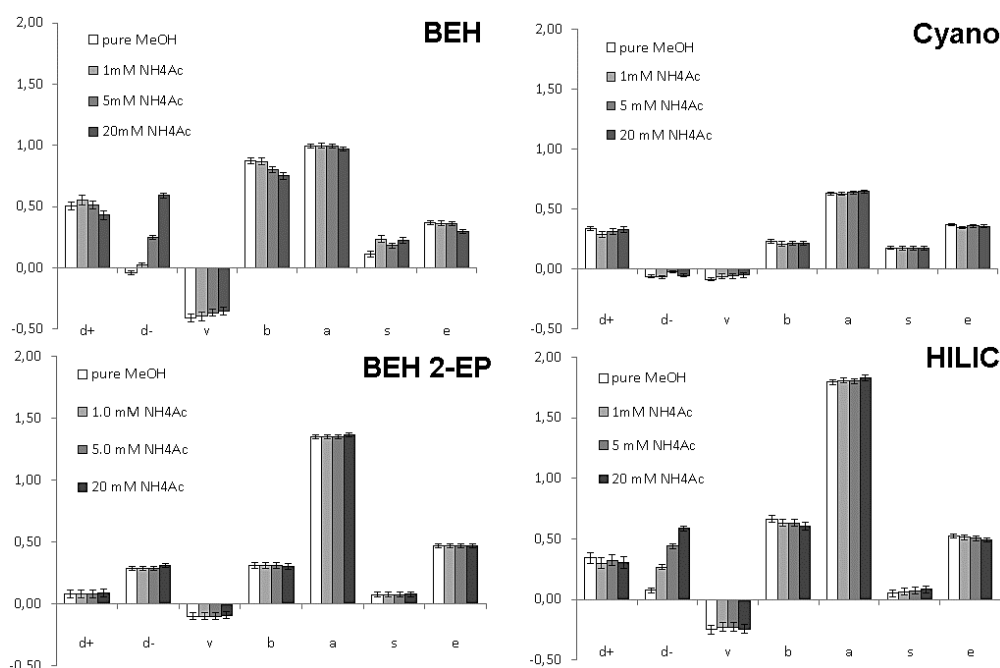 BEH
2,00
pure MeOH
1mM NH4Ac
1,50
5mM NH4Ac
20mM NH4Ac
1,00
0,50
0,00
-0,50
d+ d- v b a s e
Cyano
2,00
pure MeOH
1mM NH4Ac
1,50
5 mM NH4Ac
20 mM NH4Ac
1,00
0,50
0,00
-0,50
d+ d- v b a s e
BEH 2-EP
2,00
pure MeOH
1.0 mM NH4Ac
1,50
5.0 mM NH4Ac
20 mM NH4Ac
1,00
0,50
0,00
d+ d- v b a s e
-0,50
HILIC
2,00
pure MeOH
1mM NH4Ac
1,50
5 mM NH4Ac
20 mM NH4Ac
1,00
0,50
0,00
d+ d- v b a s e
-0,50